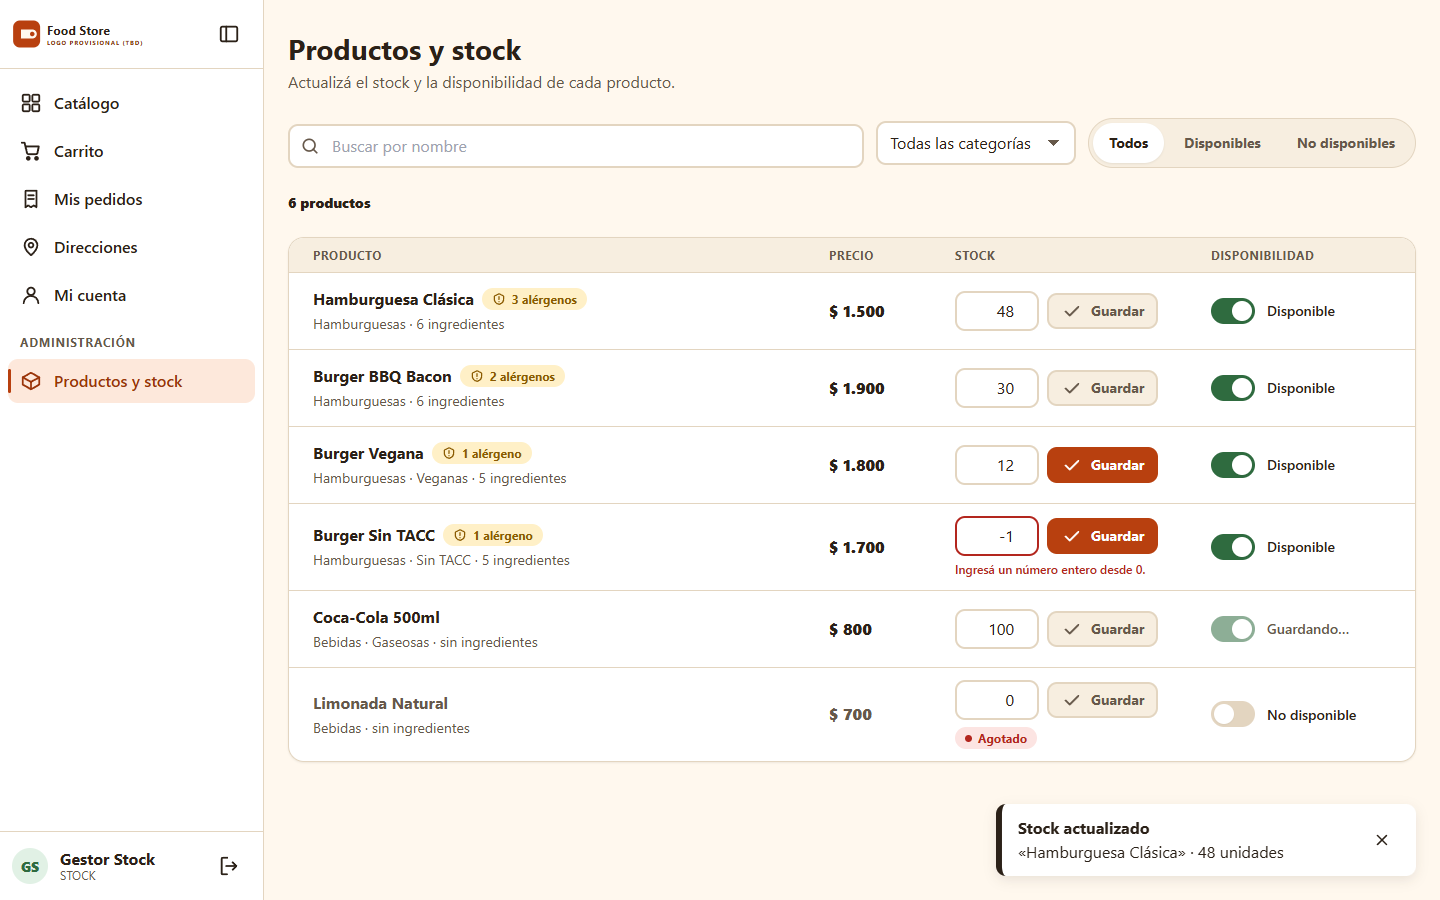 Food Store
LOGO PROVISIONAL (TBD)
Catálogo
Carrito
Mis pedidos
Direcciones
Mi cuenta
ADMINISTRACIÓN
Productos y stock
GS
Gestor Stock
STOCK
Productos y stock
Actualizá el stock y la disponibilidad de cada producto.
Buscar por nombre
Todas las categorías
Todos
Disponibles
No disponibles
6 productos
PRODUCTO PRECIO STOCK DISPONIBILIDAD
Hamburguesa Clásica 3 alérgenos
Hamburguesas · 6 ingredientes
$ 1.500
48
Guardar
Disponible
Burger BBQ Bacon 2 alérgenos
Hamburguesas · 6 ingredientes
$ 1.900
30
Guardar
Disponible
Burger Vegana 1 alérgeno
Hamburguesas · Veganas · 5 ingredientes
$ 1.800
12
Guardar
Disponible
Burger Sin TACC 1 alérgeno
Hamburguesas · Sin TACC · 5 ingredientes
$ 1.700
-1
Guardar
Ingresá un número entero desde 0.
Disponible
Coca-Cola 500ml
Bebidas · Gaseosas · sin ingredientes
$ 800
100
Guardar
Guardando...
Limonada Natural
Bebidas · sin ingredientes
$ 700
0
Guardar
Agotado
No disponible
Stock actualizado
«Hamburguesa Clásica» · 48 unidades